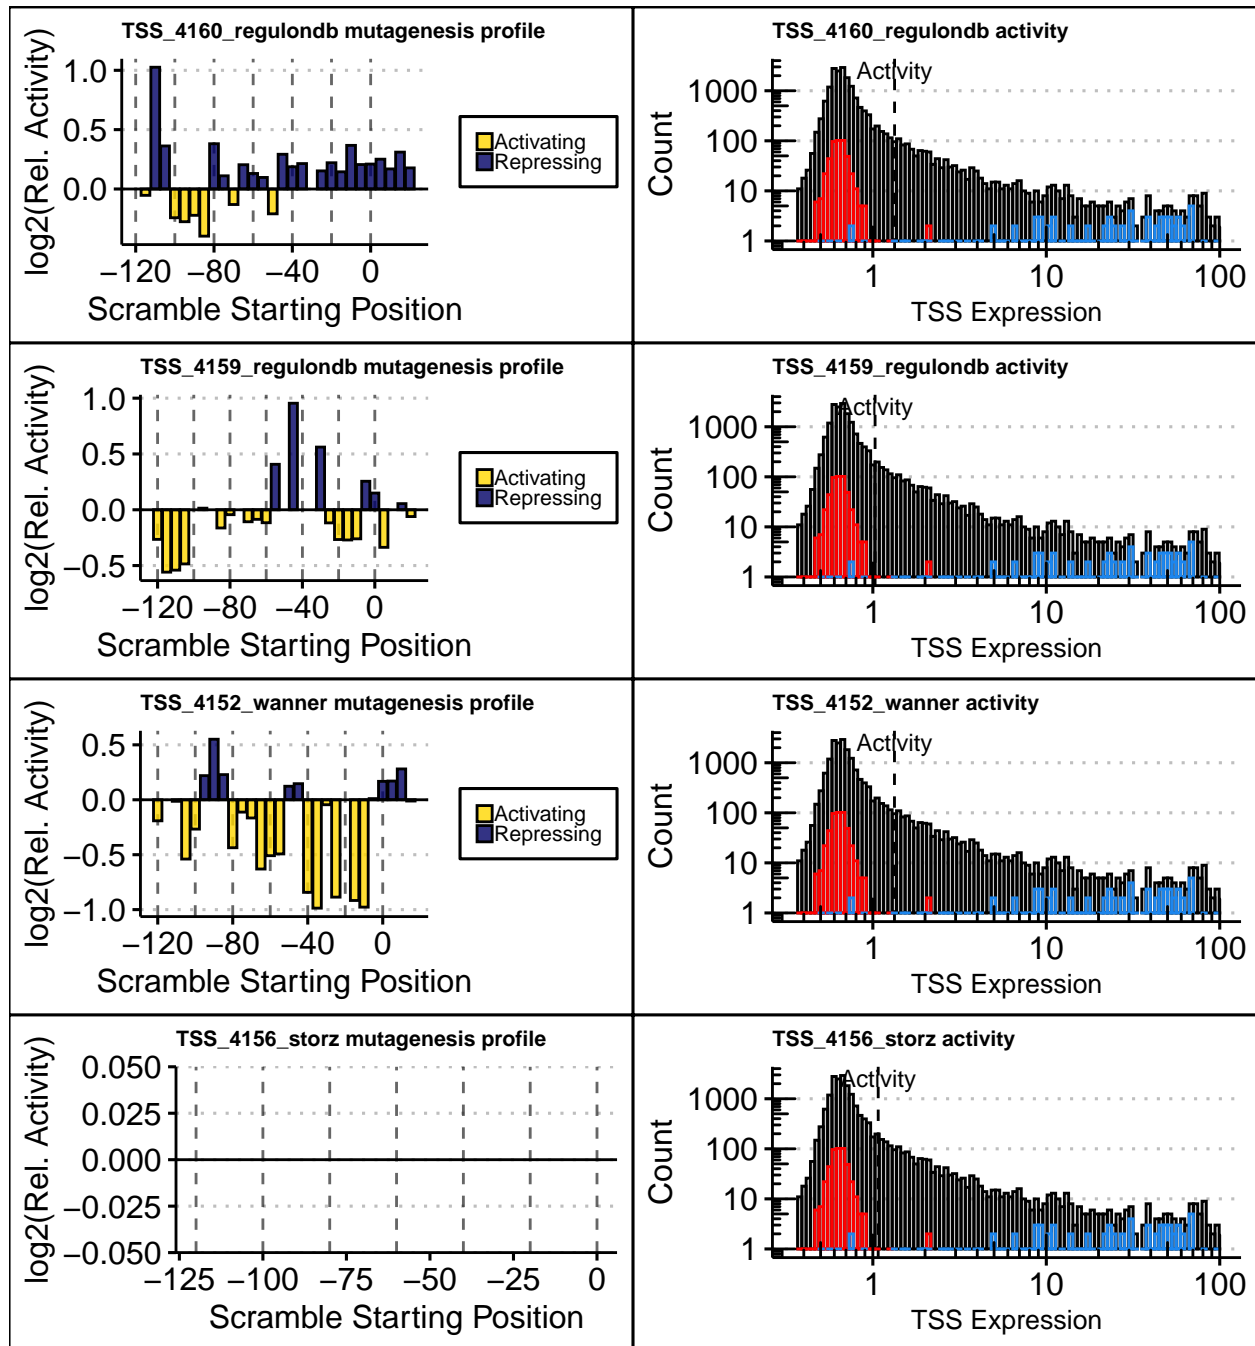 TSS_4160_regulondb mutagenesis profile
log2(Rel. Activity)
1.0
0.5
0.0
−120 −80 −40 0
Scramble Starting Position
Activating
Repressing
TSS_4160_regulondb activity
Activity
Count
1000
100
10
1
1 10 100
TSS Expression
TSS_4159_regulondb mutagenesis profile
log2(Rel. Activity)
1.0
0.5
0.0
−0.5
−120 −80 −40 0
Scramble Starting Position
Activating
Repressing
TSS_4159_regulondb activity
Activity
Count
1000
100
10
1
1 10 100
TSS Expression
TSS_4152_wanner mutagenesis profile
log2(Rel. Activity)
0.5
0.0
−0.5
−1.0
−120 −80 −40 0
Scramble Starting Position
Activating
Repressing
TSS_4152_wanner activity
Activity
Count
1000
100
10
1
1 10 100
TSS Expression
TSS_4156_storz mutagenesis profile
log2(Rel. Activity)
0.050
0.025
0.000
−0.025
−0.050
−125 −100 −75 −50 −25 0
Scramble Starting Position
TSS_4156_storz activity
Activity
Count
1000
100
10
1
1 10 100
TSS Expression